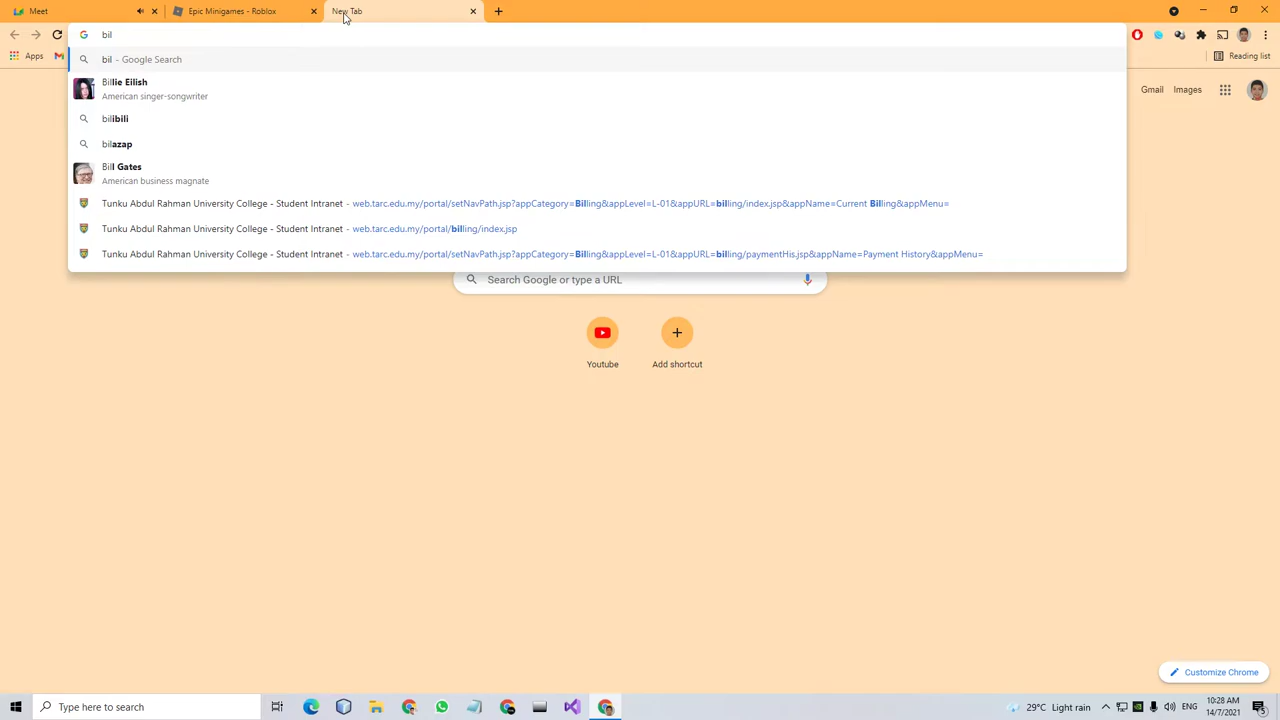 Meet
Epic Minigames - Roblox
New Tab
bil
bil - Google Search
Billie Eilish
American singer-songwriter
bilibili
bilazap
Bill Gates
American business magnate
Tunku Abdul Rahman University College - Student Intranet - web.tarc.edu.my/portal/setNavPath.jsp?appCategory=Billing&appLevel=L-01&appURL=billing/index.jsp&appName=Current Billing&appMenu=
Tunku Abdul Rahman University College - Student Intranet - web.tarc.edu.my/portal/billing/index.jsp
Tunku Abdul Rahman University College - Student Intranet - web.tarc.edu.my/portal/setNavPath.jsp?appCategory=Billing&appLevel=L-01&appURL=billing/paymentHis.jsp&appName=Payment History&appMenu=
Apps
Reading list
Gmail Images
Search Google or type a URL
Youtube
Add shortcut
Customize Chrome
Type here to search
29°C Light rain
ENG
10:28 AM
14/7/2021